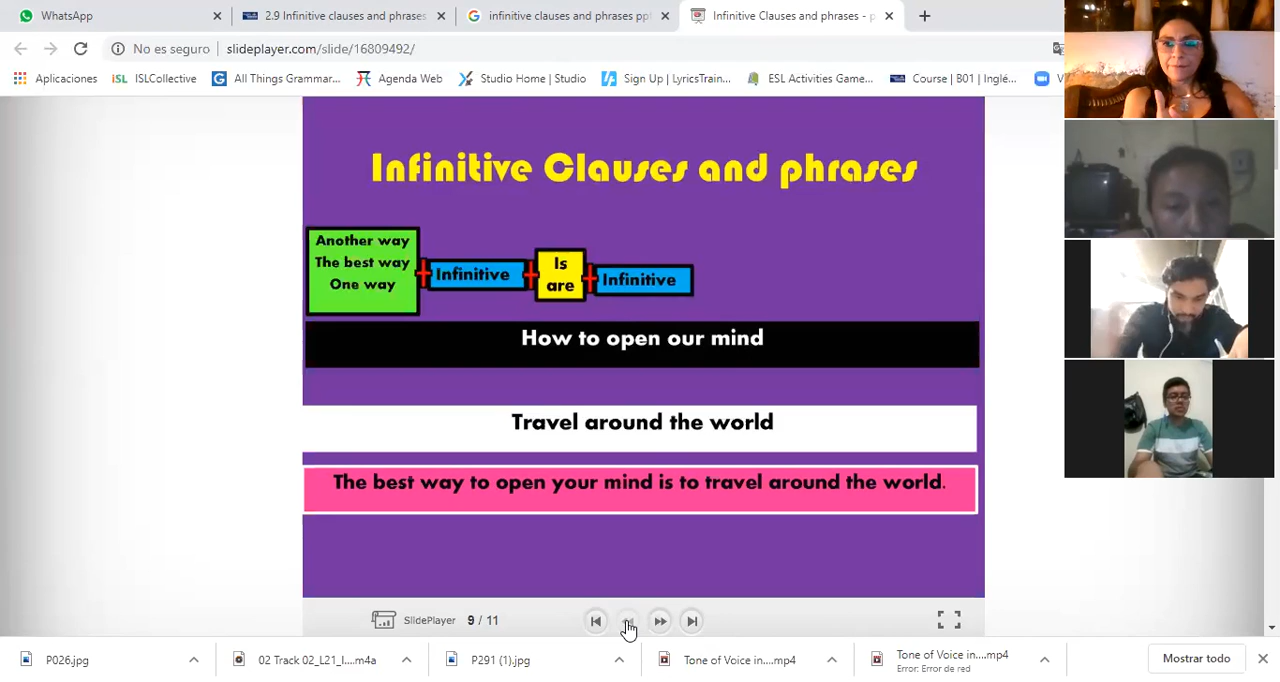 WhatsApp
2.9 Infinitive clauses and phrases
infinitive clauses and phrases pp
Infinitive Clauses and phrases - p
No es seguro
slideplayer.com/slide/16809492/
Aplicaciones
iSL ISLCollective
All Things Grammar...
Agenda Web
Studio Home | Studio
Sign Up | LyricsTrain...
ESL Activities Game...
Course | B01 | Inglé...
Infinitive Clauses and phrases
Another way
The best way
One way
+
Infinitive
+
Is
are
+
Infinitive
How to open our mind
Travel around the world
The best way to open your mind is to travel around the world.
SlidePlayer
9 / 11
P026.jpg
02 Track 02_L21_I....m4a
P291 (1).jpg
Tone of Voice in....mp4
Tone of Voice in....mp4
Error: Error de red
Mostrar todo